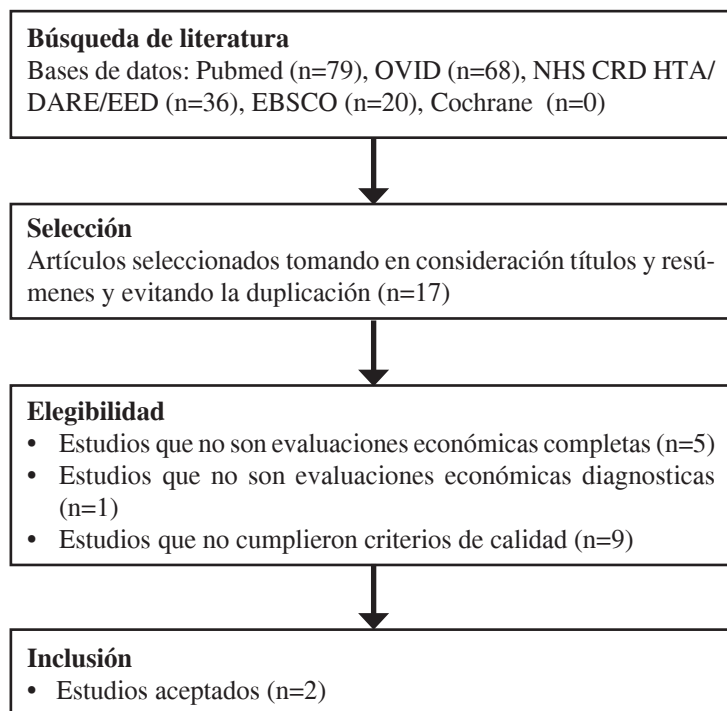 Búsqueda de literatura
Bases de datos: Pubmed (n=79), OVID (n=68), NHS CRD HTA/
DARE/EED (n=36), EBSCO (n=20), Cochrane (n=0)
Selección
Artículos seleccionados tomando en consideración títulos y resú-
menes y evitando la duplicación (n=17)
Elegibilidad
• Estudios que no son evaluaciones económicas completas (n=5)
• Estudios que no son evaluaciones económicas diagnosticas
(n=1)
• Estudios que no cumplieron criterios de calidad (n=9)
Inclusión
• Estudios aceptados (n=2)